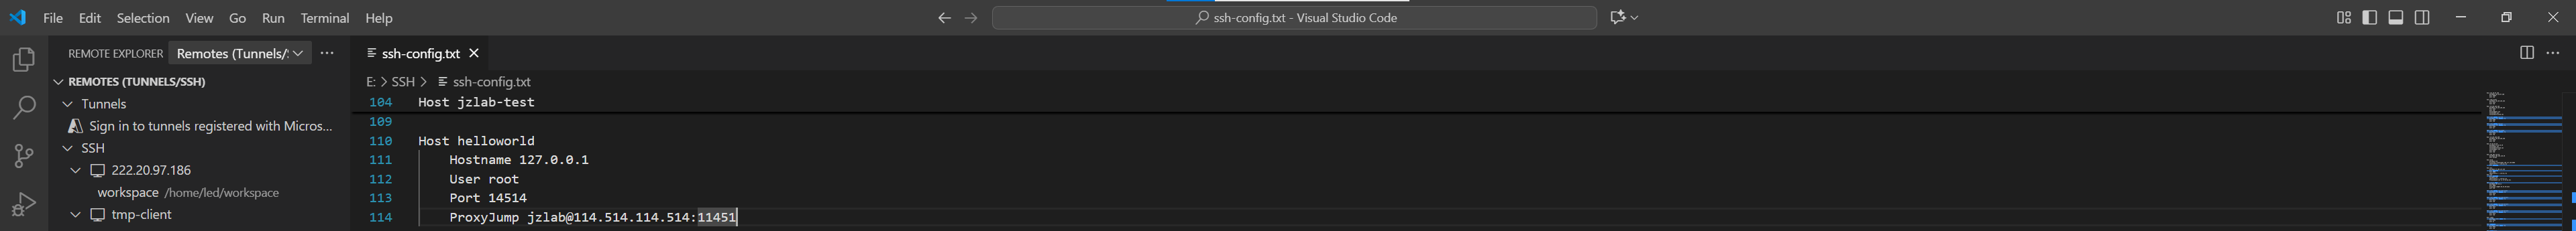 File Edit Selection View Go Run Terminal Help
ssh-config.txt - Visual Studio Code
REMOTE EXPLORER Remotes (Tunnels/
ssh-config.txt
REMOTES (TUNNELS/SSH)
E: > SSH > ssh-config.txt
104 Host jzlab-test
Tunnels
109
Sign in to tunnels registered with Micros...
110 Host helloworld
SSH
111 Hostname 127.0.0.1
222.20.97.186
112 User root
workspace /home/led/workspace
113 Port 14514
tmp-client
114 ProxyJump jzlab@114.514.114.514:11451